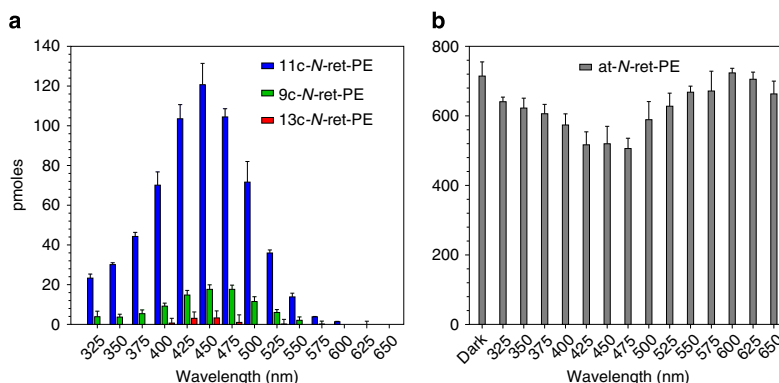 a
140
120
100
80
60
40
20
0
pmoles
11c-N-ret-PE
9c-N-ret-PE
13c-N-ret-PE
325 350 375 400 425 450 475 500 525 550 575 600 625 650
Wavelength (nm)
b
800
600
400
200
0
at-N-ret-PE
Dark 325 350 375 400 425 450 475 500 525 550 575 600 625 650
Wavelength (nm)